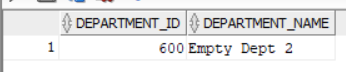 DEPARTMENT_ID DEPARTMENT_NAME
1 600 Empty Dept 2